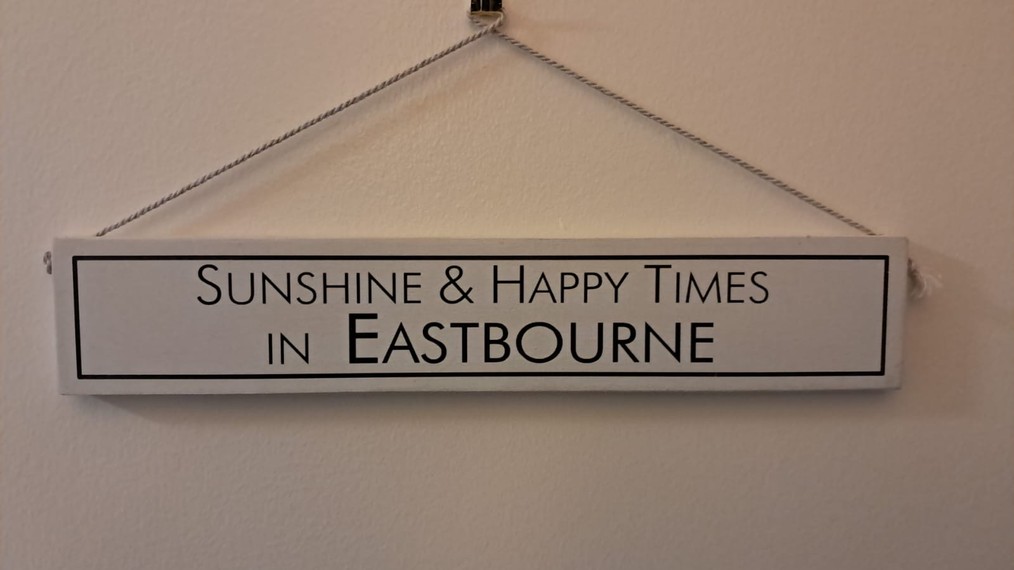 SUNSHINE & HAPPY TIMES
IN EASTBOURNE